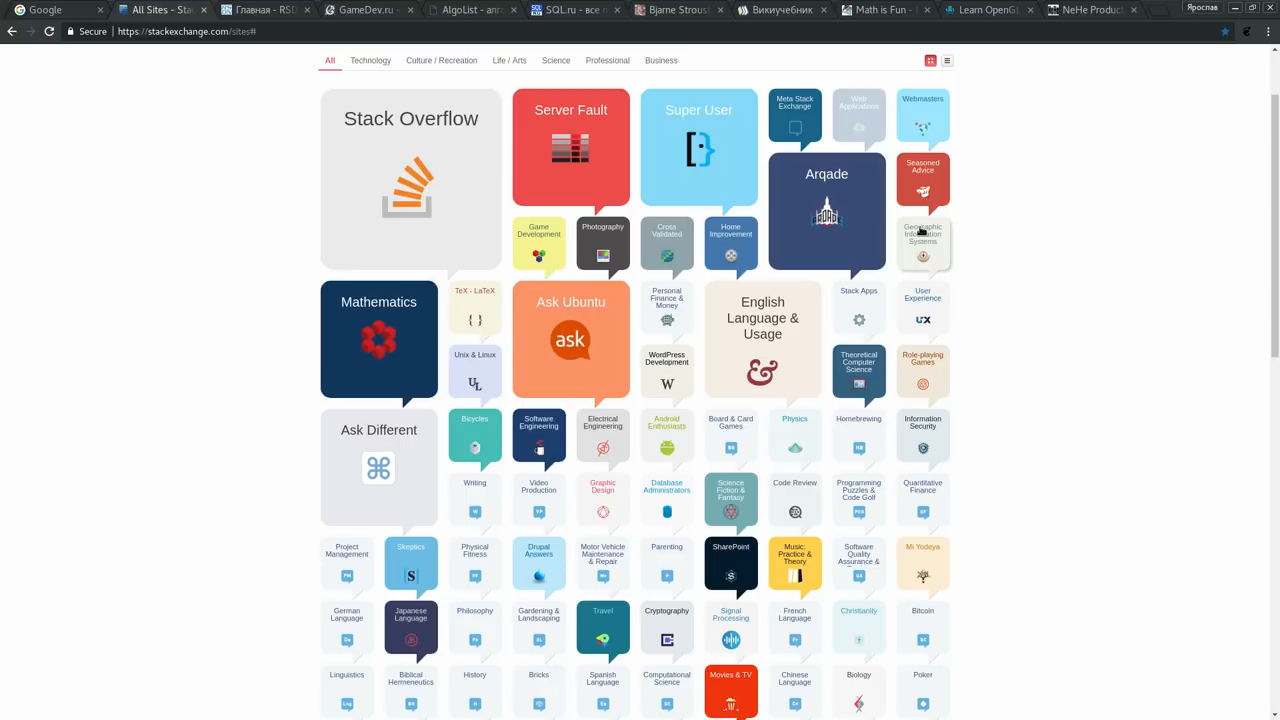 Google
All Sites - Stac
Главная - RSD
GameDev.ru -
AlgoList - алго
SQL.ru - все п
Bjarne Stroust
Викиучебник
Math is Fun -
Learn OpenGL
NeHe Produc
Ярослав
Secure
https://stackexchange.com/sites#
All Technology Culture / Recreation Life / Arts Science Professional Business
Stack Overflow
Server Fault
Super User
Meta Stack
Exchange
Web
Applications
Webmasters
Arqade
Seasoned
Advice
Game
Development
Photography
Cross
Validated
Home
Improvement
Geographic
Information
Systems
Mathematics
TeX - LaTeX
Ask Ubuntu
ask
Personal
Finance &
Money
English
Language &
Usage
Stack Apps
User
Experience
UX
Unix & Linux
UL
WordPress
Development
W
Theoretical
Computer
Science
Role-playing
Games
Ask Different
Bicycles
Software
Engineering
Electrical
Engineering
Android
Enthusiasts
Board & Card
Games
Physics
Homebrewing
Information
Security
Writing
Video
Production
Graphic
Design
Database
Administrators
Science
Fiction &
Fantasy
Code Review
Programming
Puzzles &
Code Golf
Quantitative
Finance
Project
Management
Skeptics
Physical
Fitness
Drupal
Answers
Motor Vehicle
Maintenance
& Repair
Parenting
SharePoint
Music:
Practice &
Theory
Software
Quality
Assurance &
Mi Yodeya
German
Language
Japanese
Language
Philosophy
Gardening &
Landscaping
Travel
Cryptography
Signal
Processing
French
Language
Christianity
Bitcoin
Linguistics
Biblical
Hermeneutics
History
Bricks
Spanish
Language
Computational
Science
Movies & TV
Chinese
Language
Biology
Poker